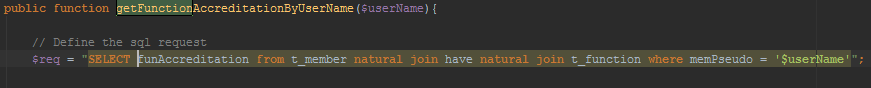 public function getFunctionAccreditationByUserName($userName){
// Define the sql request
$req = "SELECT funAccreditation from t_member natural join have natural join t_function where memPseudo = '$userName'";